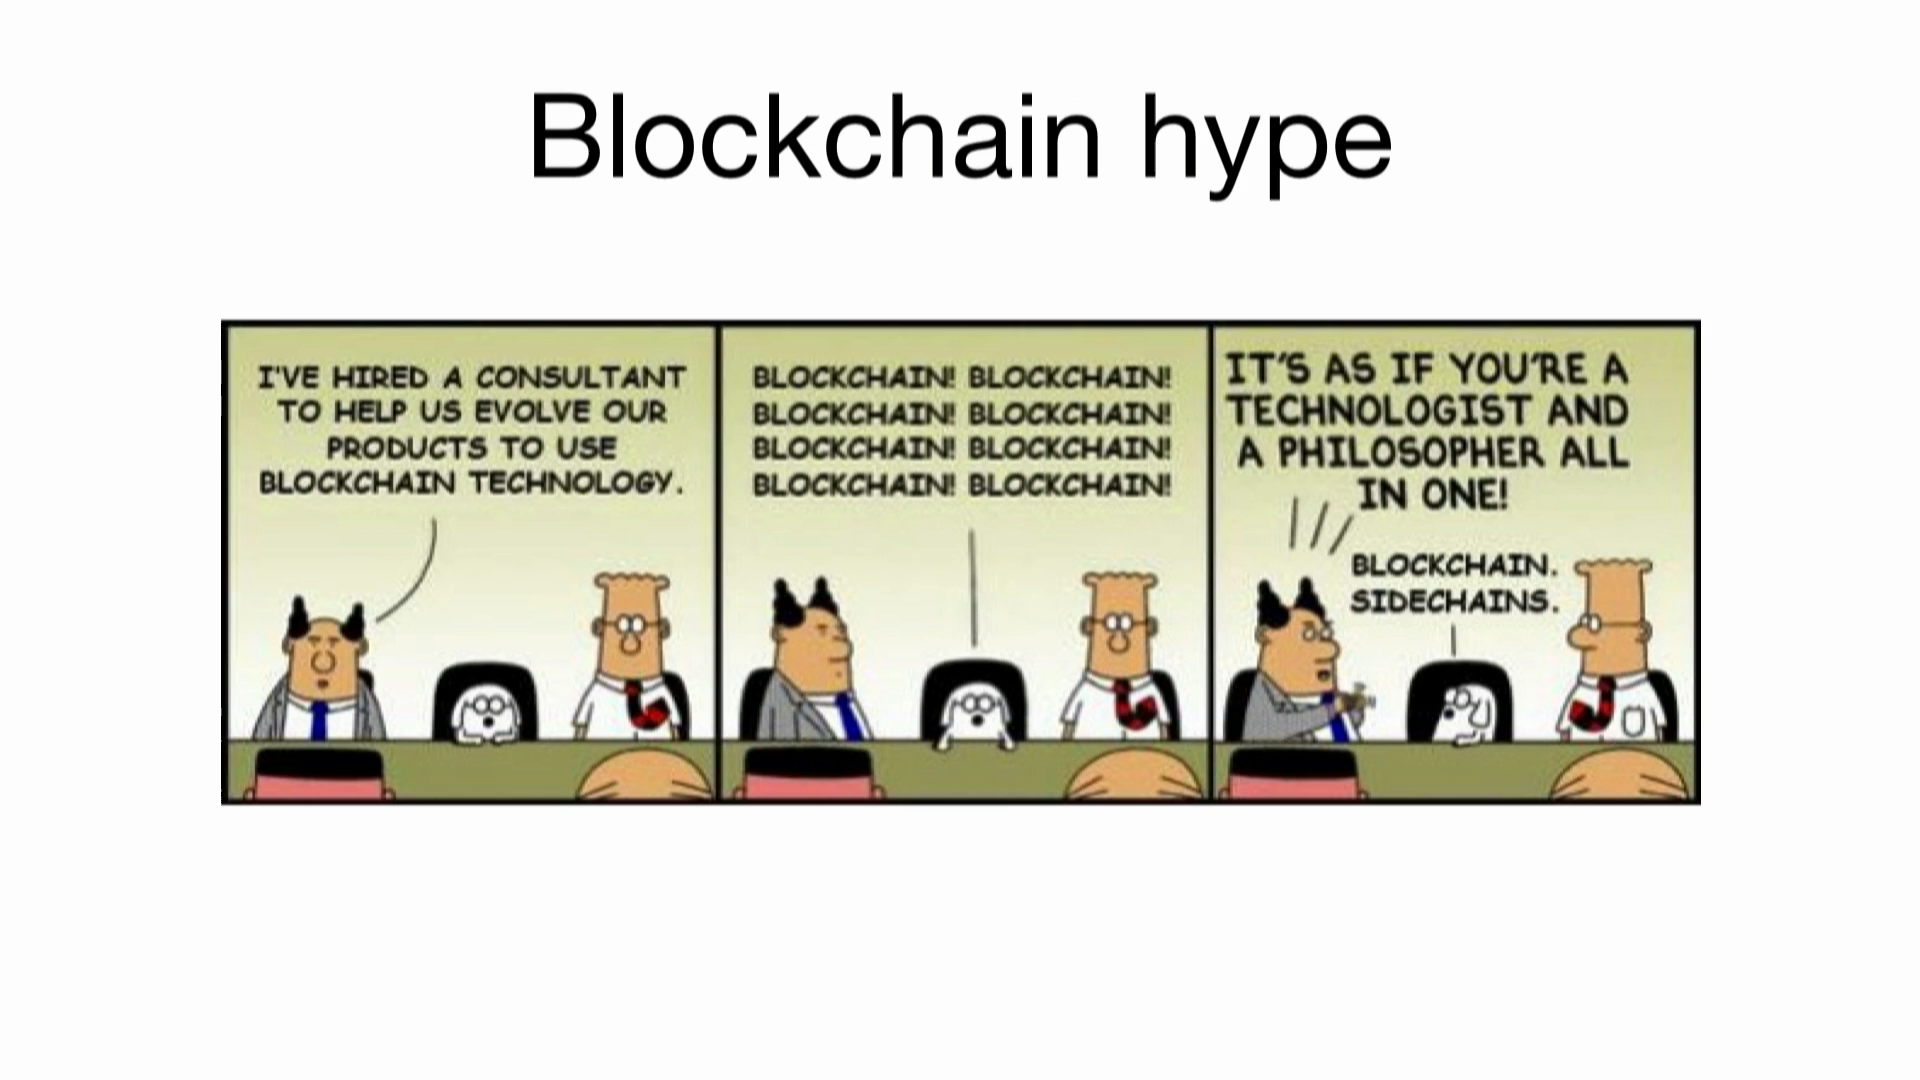 Blockchain hype
I'VE HIRED A CONSULTANT
TO HELP US EVOLVE OUR
PRODUCTS TO USE
BLOCKCHAIN TECHNOLOGY.
BLOCKCHAIN! BLOCKCHAIN!
BLOCKCHAIN! BLOCKCHAIN!
BLOCKCHAIN! BLOCKCHAIN!
BLOCKCHAIN! BLOCKCHAIN!
IT'S AS IF YOU'RE A
TECHNOLOGIST AND
A PHILOSOPHER ALL
IN ONE!
BLOCKCHAIN.
SIDECHAINS.